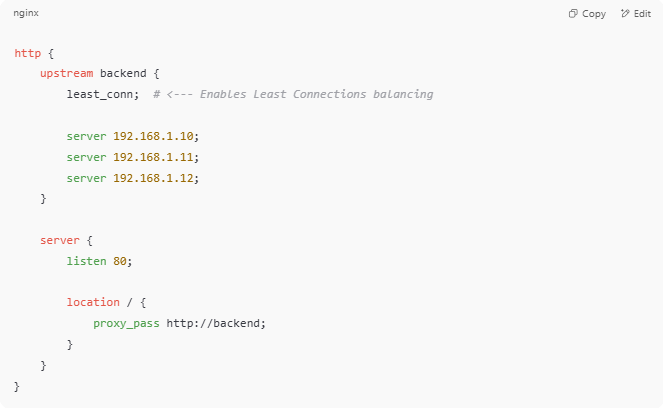 nginx
Copy
Edit
http {
    upstream backend {
        least_conn;  # <--- Enables Least Connections balancing
        server 192.168.1.10;
        server 192.168.1.11;
        server 192.168.1.12;
    }
    server {
        listen 80;
        location / {
            proxy_pass http://backend;
        }
    }
}